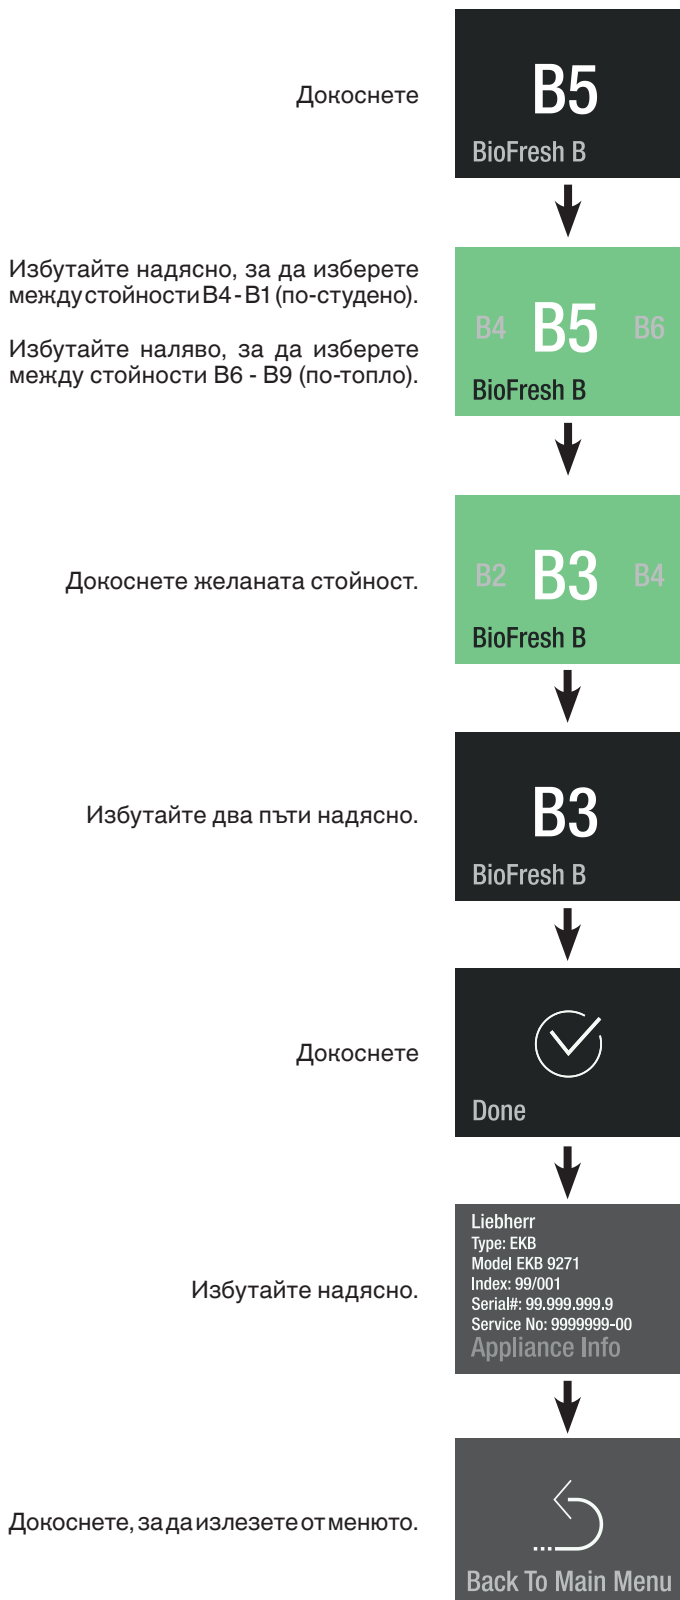 Докоснете
B5
BioFresh B
Избутайте надясно, за да изберете
между стойности B4 - B1 (по-студено).
Избутайте наляво, за да изберете
между стойности B6 - B9 (по-топло).
B4 B5 B6
BioFresh B
Докоснете желаната стойност.
B2 B3 B4
BioFresh B
Избутайте два пъти надясно.
B3
BioFresh B
Докоснете
Done
Избутайте надясно.
Liebherr
Type: EKB
Model EKB 9271
Index: 99/001
Serial#: 99.999.999.9
Service No: 9999999-00
Appliance Info
Докоснете, за да излезете от менюто.
Back To Main Menu